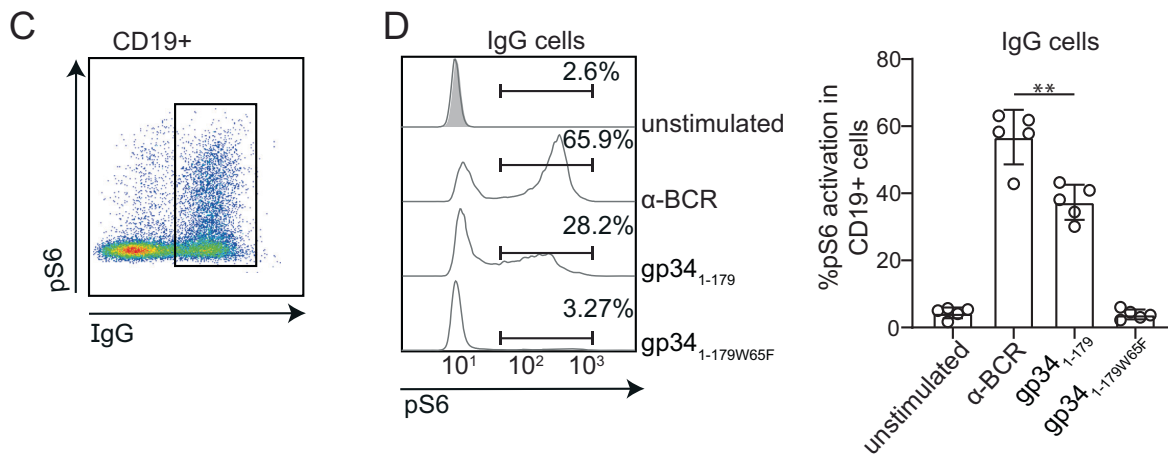 C
CD19+
pS6
IgG
D
IgG cells
2.6%
unstimulated
65.9%
α-BCR
28.2%
gp34₁₋₁₇₉
3.27%
gp34₁₋₁₇₉W65F
10¹ 10² 10³
pS6
IgG cells
%pS6 activation in
CD19+ cells
80
60
40
20
0
**
unstimulated
α-BCR
gp34₁₋₁₇₉
gp34₁₋₁₇₉W65F